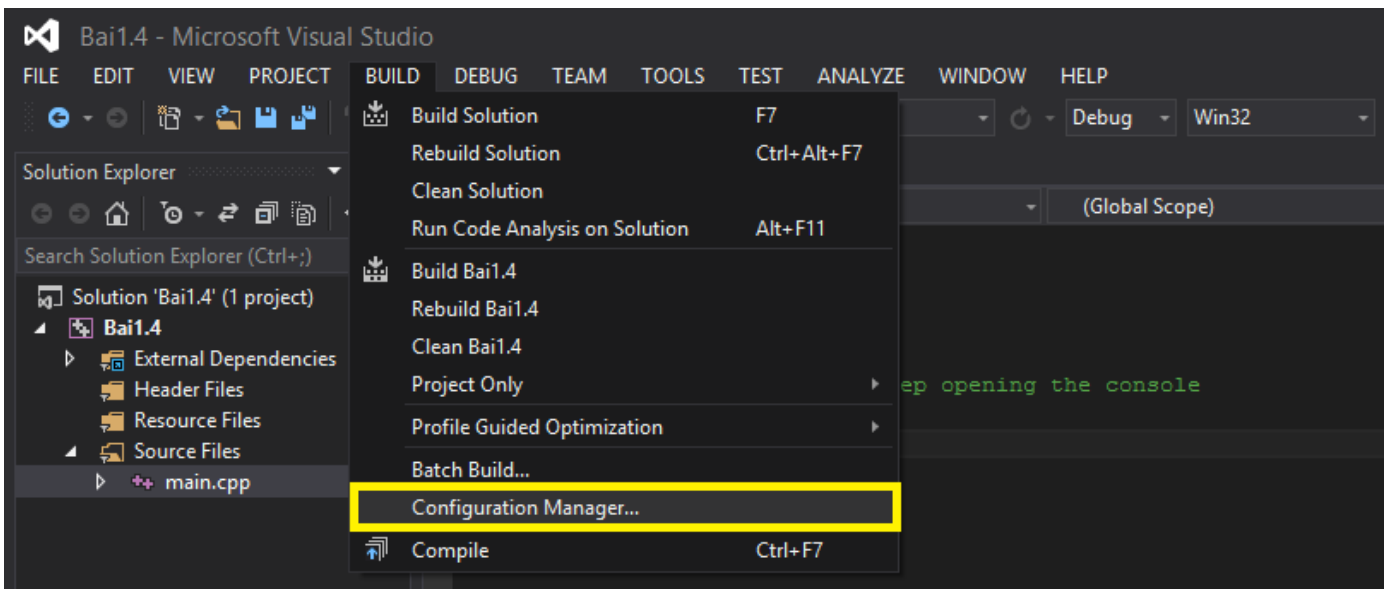 Bai1.4 - Microsoft Visual Studio
FILE EDIT VIEW PROJECT BUILD DEBUG TEAM TOOLS TEST ANALYZE WINDOW HELP
Debug Win32
Solution Explorer
(Global Scope)
Search Solution Explorer (Ctrl+;)
Solution 'Bai1.4' (1 project)
Bai1.4
External Dependencies
Header Files
Resource Files
Source Files
main.cpp
Build Solution F7
Rebuild Solution Ctrl+Alt+F7
Clean Solution
Run Code Analysis on Solution Alt+F11
Build Bai1.4
Rebuild Bai1.4
Clean Bai1.4
Project Only
Profile Guided Optimization
Batch Build...
Configuration Manager...
Compile Ctrl+F7
ep opening the console